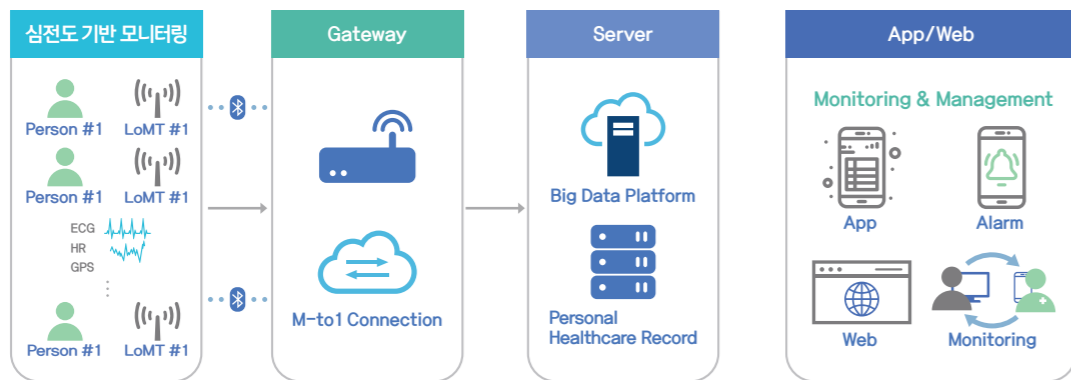 심전도 기반 모니터링
Person #1
LoMT #1
Person #1
LoMT #1
ECG
HR
GPS
Person #1
LoMT #1
Gateway
M-to1 Connection
Server
Big Data Platform
Personal
Healthcare Record
App/Web
Monitoring & Management
App
Alarm
Web
Monitoring